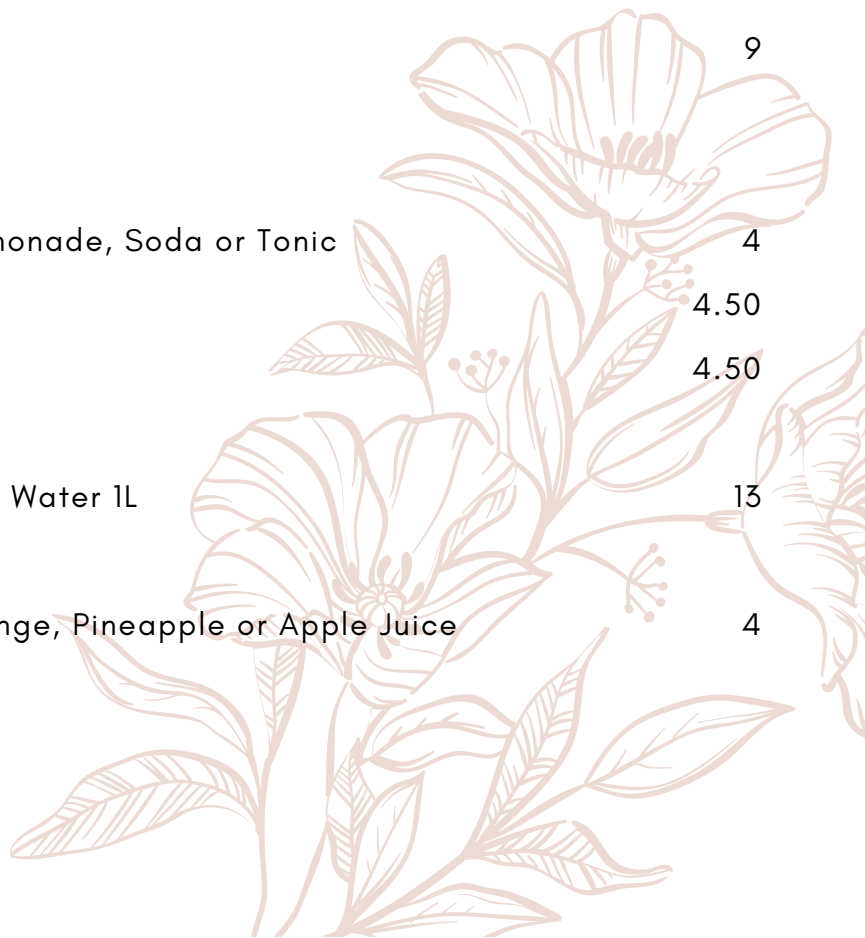 9
monade, Soda or Tonic 4
4.50
4.50
Water 1L 13
nge, Pineapple or Apple Juice 4